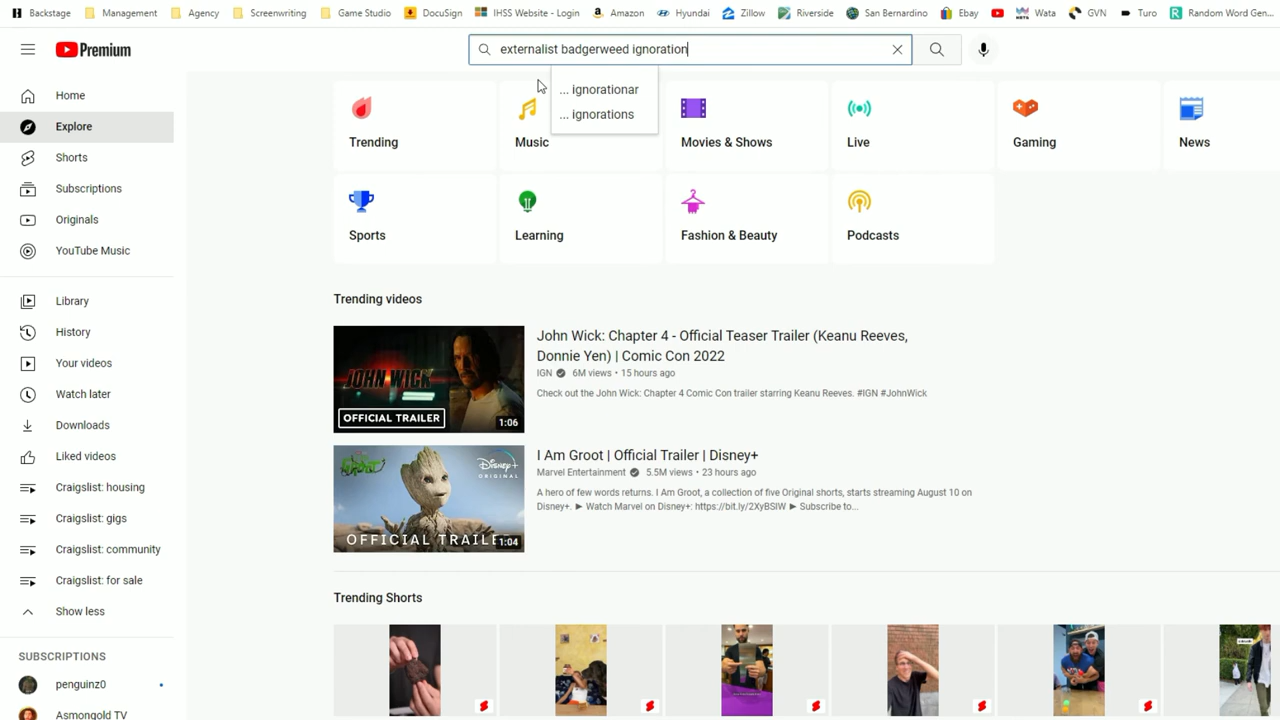 Backstage Management Agency Screenwriting Game Studio DocuSign IHSS Website - Login Amazon Hyundai Zillow Riverside San Bernardino Ebay Wata GVN Turo Random Word Gen...
Premium
externalist badgerweed ignoration
... ignorationar
... ignorations
Home
Explore
Shorts
Subscriptions
Originals
YouTube Music
Library
History
Your videos
Watch later
Downloads
Liked videos
Craigslist: housing
Craigslist: gigs
Craigslist: community
Craigslist: for sale
Show less
SUBSCRIPTIONS
penguinz0
Asmongold TV
Trending Music Movies & Shows Live Gaming News
Sports Learning Fashion & Beauty Podcasts
Trending videos
JOHN WICK
OFFICIAL TRAILER
1:06
John Wick: Chapter 4 - Official Teaser Trailer (Keanu Reeves,
Donnie Yen) | Comic Con 2022
IGN 6M views • 15 hours ago
Check out the John Wick: Chapter 4 Comic Con trailer starring Keanu Reeves. #IGN #JohnWick
Disney+
ORIGINAL
OFFICIAL TRAILE
1:04
I Am Groot | Official Trailer | Disney+
Marvel Entertainment 5.5M views • 23 hours ago
A hero of few words returns. I Am Groot, a collection of five Original shorts, starts streaming August 10 on
Disney+. ► Watch Marvel on Disney+: https://bit.ly/2XyBSIW ► Subscribe to...
Trending Shorts